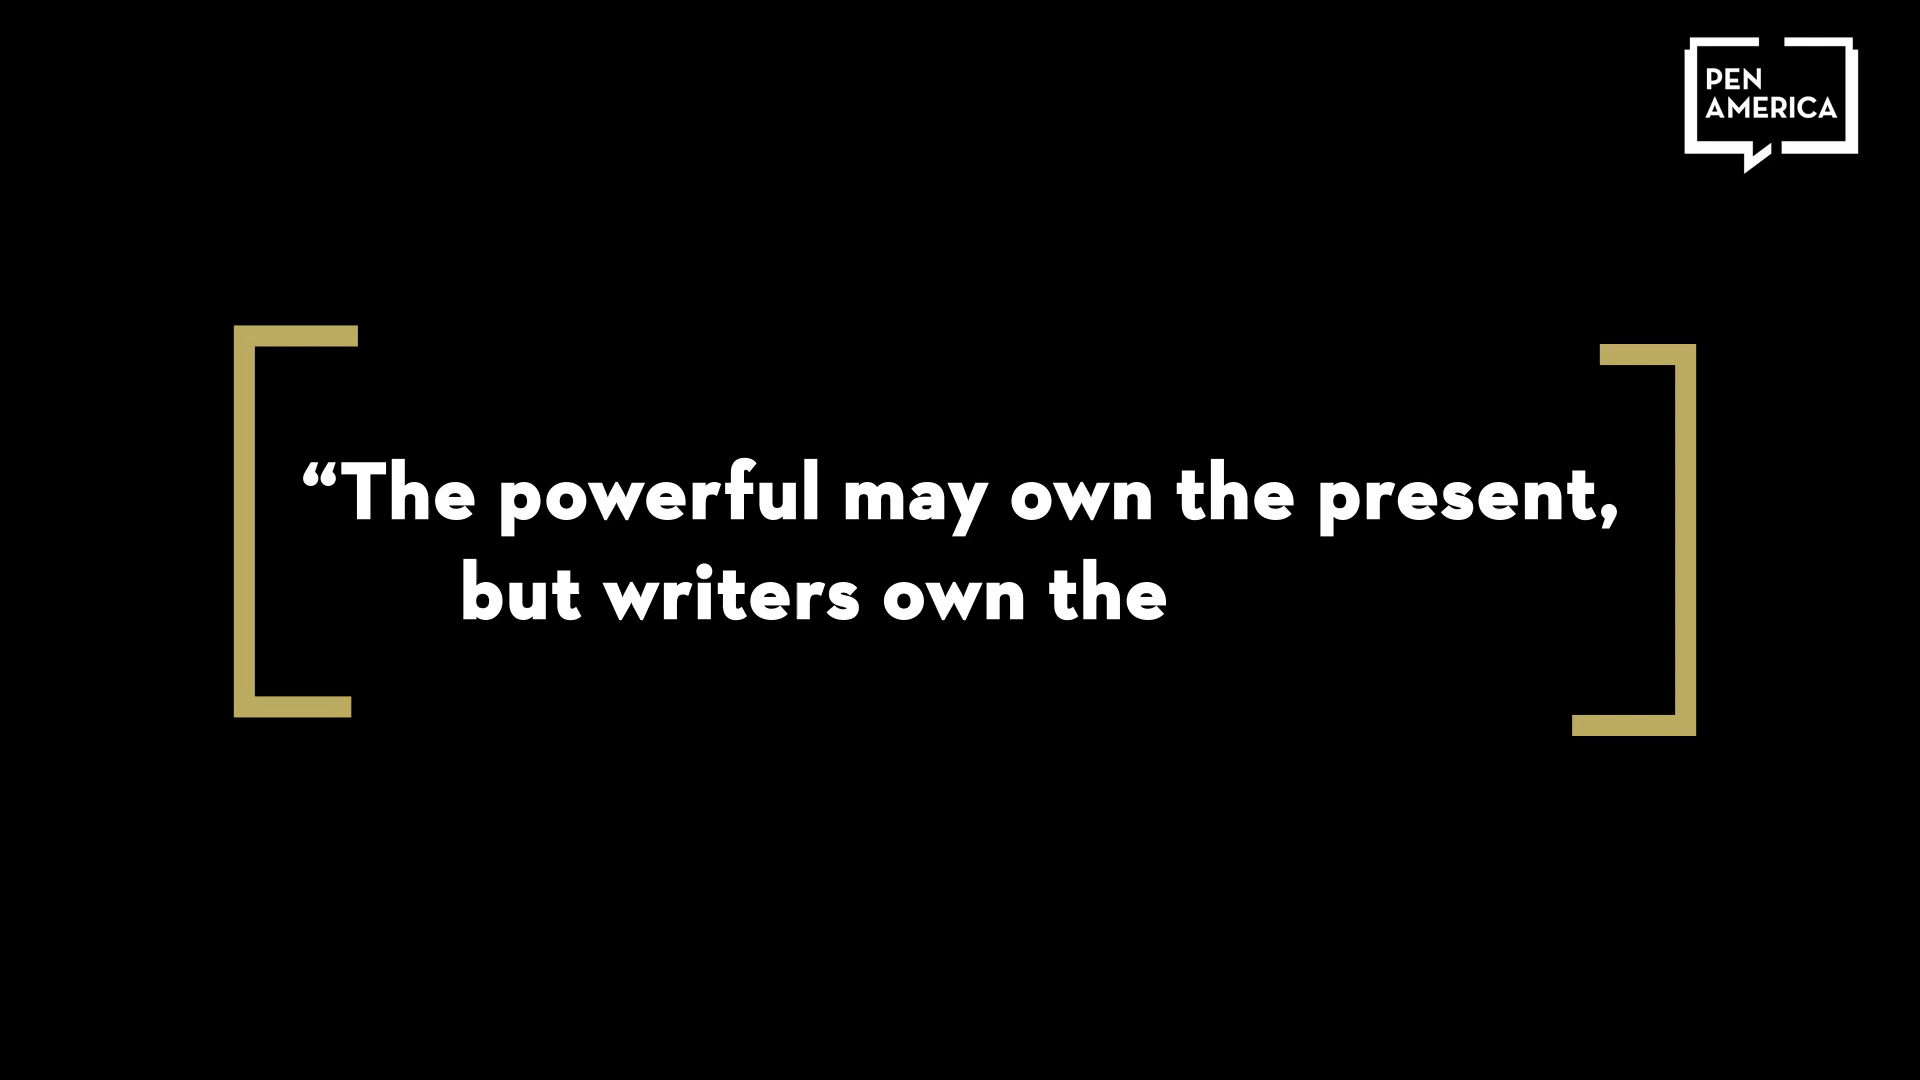 PEN
AMERICA
“The powerful may own the present,
but writers own the